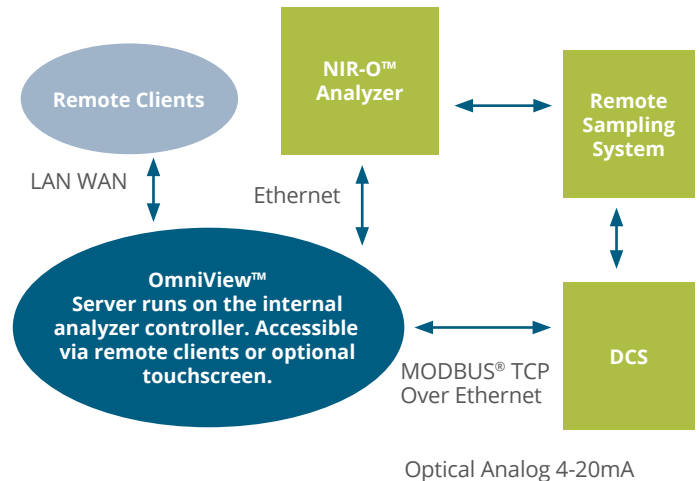 NIR-O™
Analyzer
Remote Clients
Remote
Sampling
System
LAN WAN
Ethernet
OmniView™
Server runs on the internal
analyzer controller. Accessible
via remote clients or optional
touchscreen.
DCS
MODBUS® TCP
Over Ethernet
Optical Analog 4-20mA